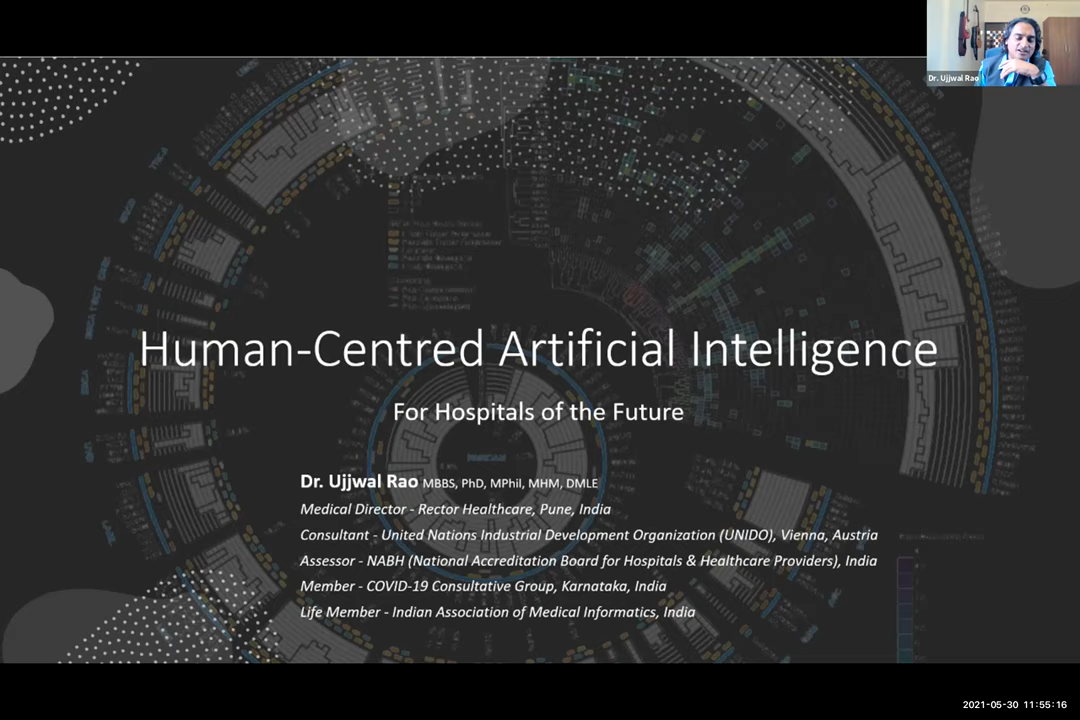 Dr. Ujjwal Rao
Human-Centred Artificial Intelligence
For Hospitals of the Future
Dr. Ujjwal Rao MBBS, PhD, MPhil, MHM, DMLE
Medical Director - Rector Healthcare, Pune, India
Consultant - United Nations Industrial Development Organization (UNIDO), Vienna, Austria
Assessor - NABH (National Accreditation Board for Hospitals & Healthcare Providers), India
Member - COVID-19 Consultative Group, Karnataka, India
Life Member - Indian Association of Medical Informatics, India
2021-05-30 11:55:16